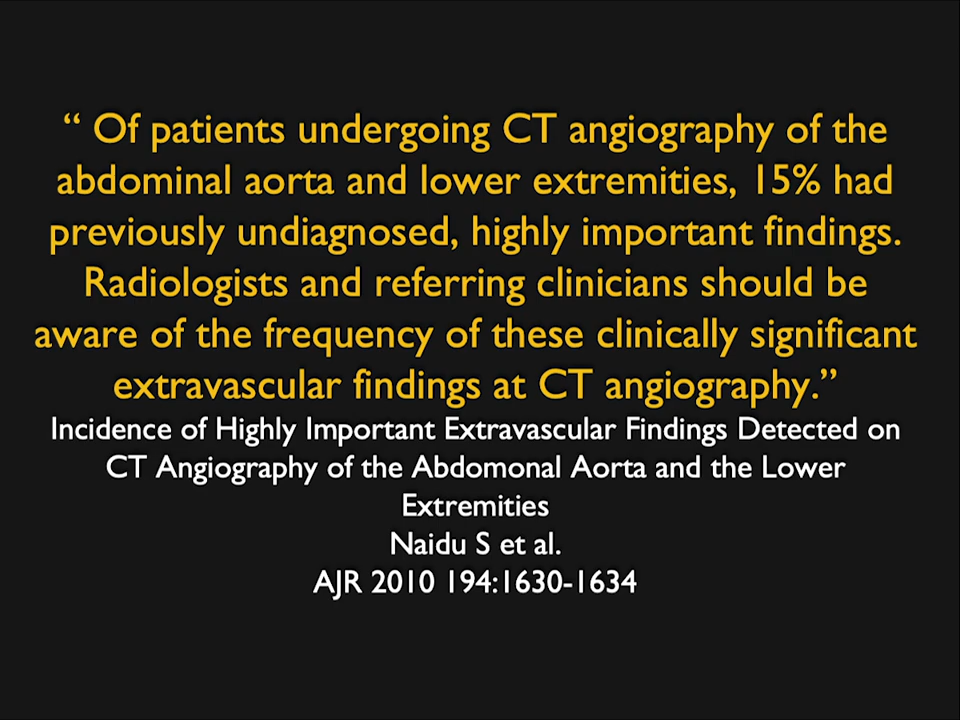 “ Of patients undergoing CT angiography of the
abdominal aorta and lower extremities, 15% had
previously undiagnosed, highly important findings.
Radiologists and referring clinicians should be
aware of the frequency of these clinically significant
extravascular findings at CT angiography.”
Incidence of Highly Important Extravascular Findings Detected on
CT Angiography of the Abdomonal Aorta and the Lower
Extremities
Naidu S et al.
AJR 2010 194:1630-1634